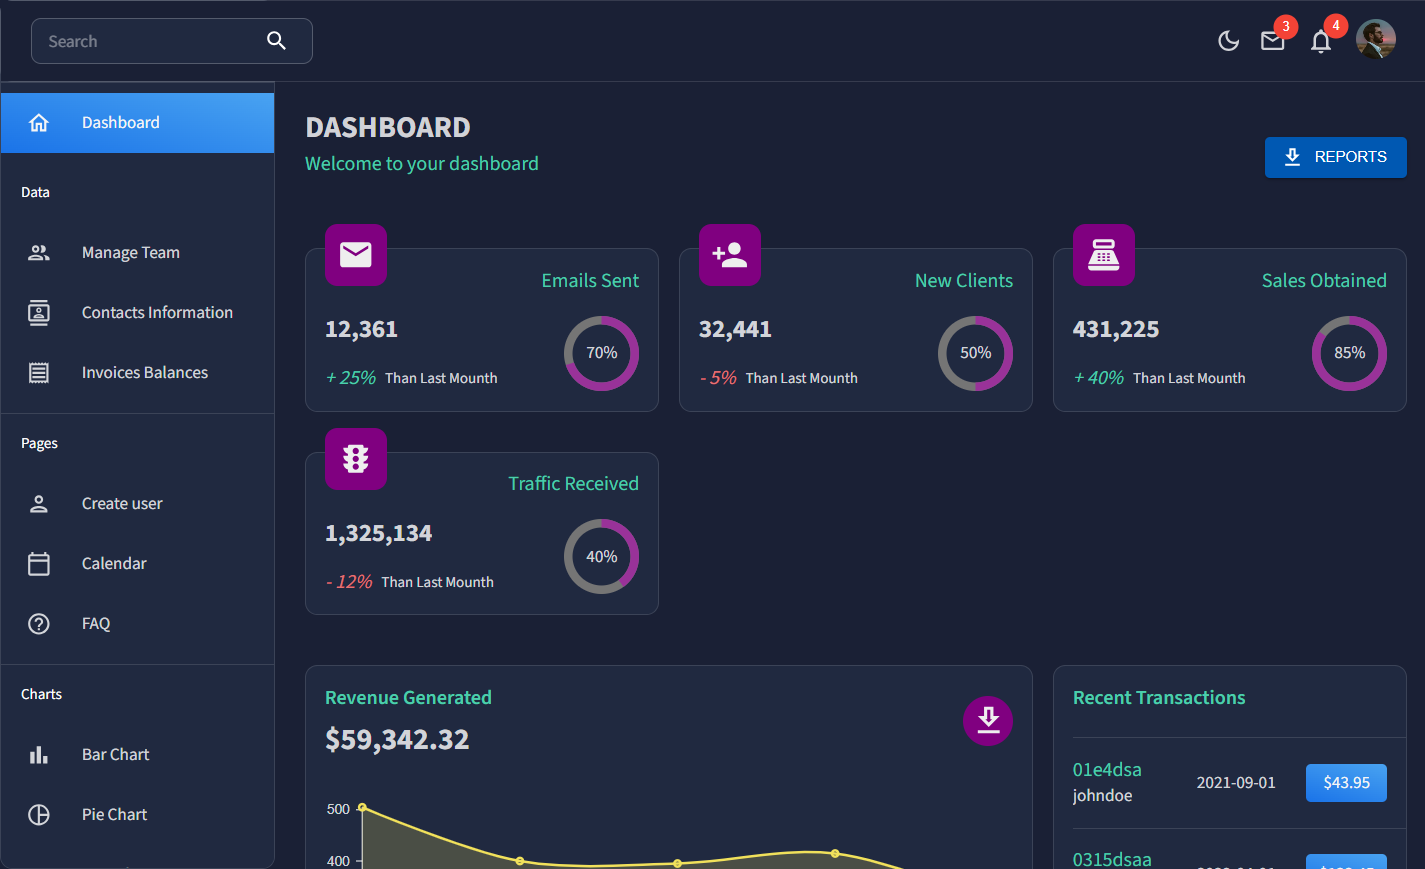 Search
3
4
Dashboard
Data
Manage Team
Contacts Information
Invoices Balances
Pages
Create user
Calendar
FAQ
Charts
Bar Chart
Pie Chart
DASHBOARD
Welcome to your dashboard
REPORTS
Emails Sent
12,361
70%
+ 25% Than Last Mounth
New Clients
32,441
50%
- 5% Than Last Mounth
Sales Obtained
431,225
85%
+ 40% Than Last Mounth
Traffic Received
1,325,134
40%
- 12% Than Last Mounth
Revenue Generated
$59,342.32
500
400
Recent Transactions
01e4dsa
johndoe
2021-09-01
$43.95
0315dsaa